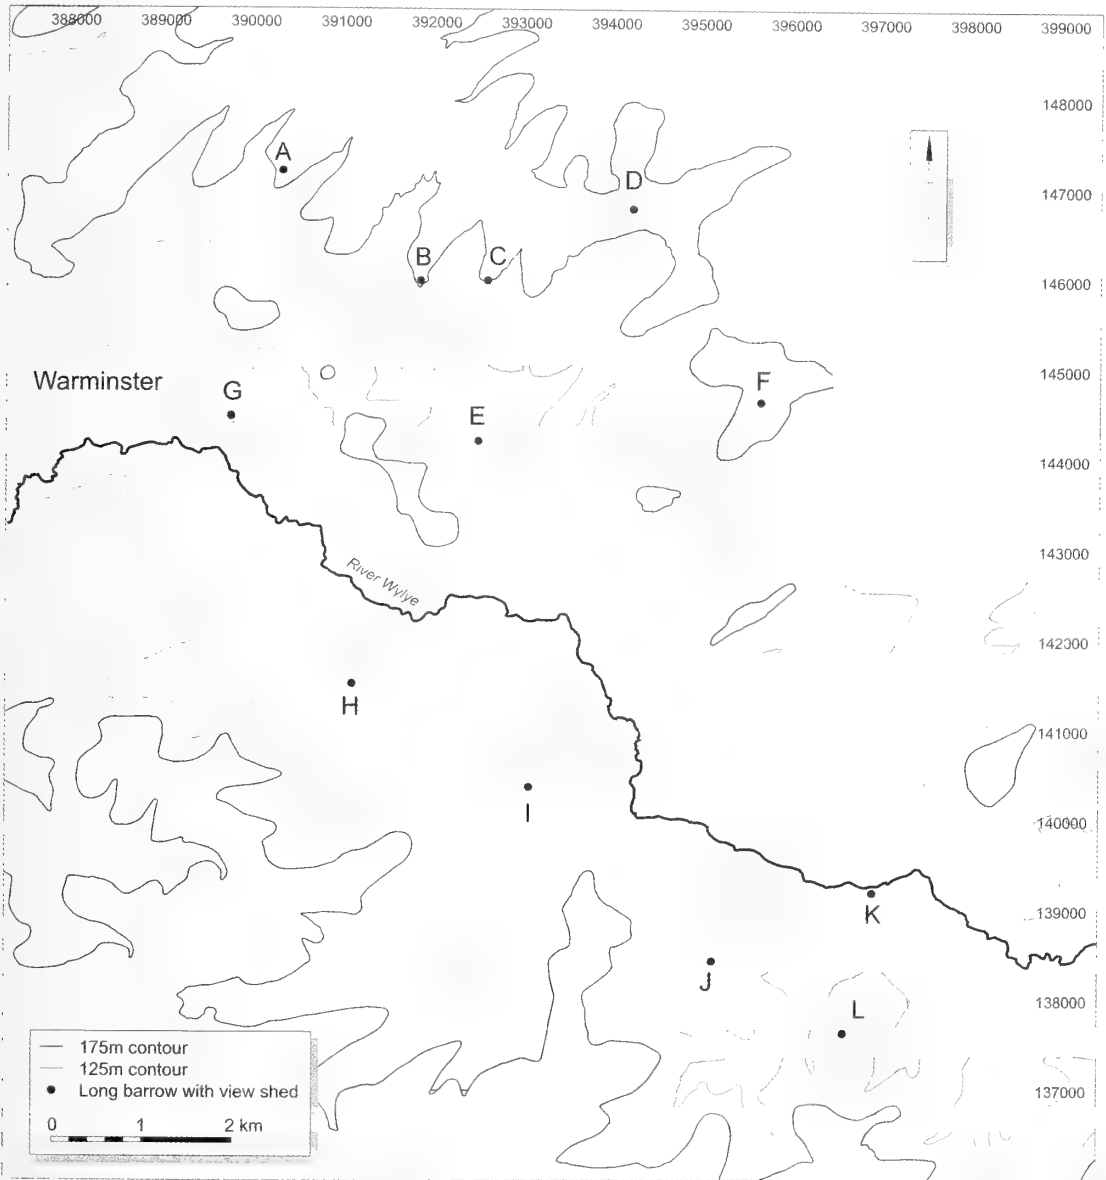 388000 389000 390000 391000 392000 393000 394000 395000 396000 397000 398000 399000
148000
A
D
147000
B C
146000
145000
Warminster
G
F
E
144000
143000
River Wylye
142000
H
141000
I
140000
K
139000
J
138000
L
175m contour
125m contour
Long barrow with view shed
137000
0 1 2 km